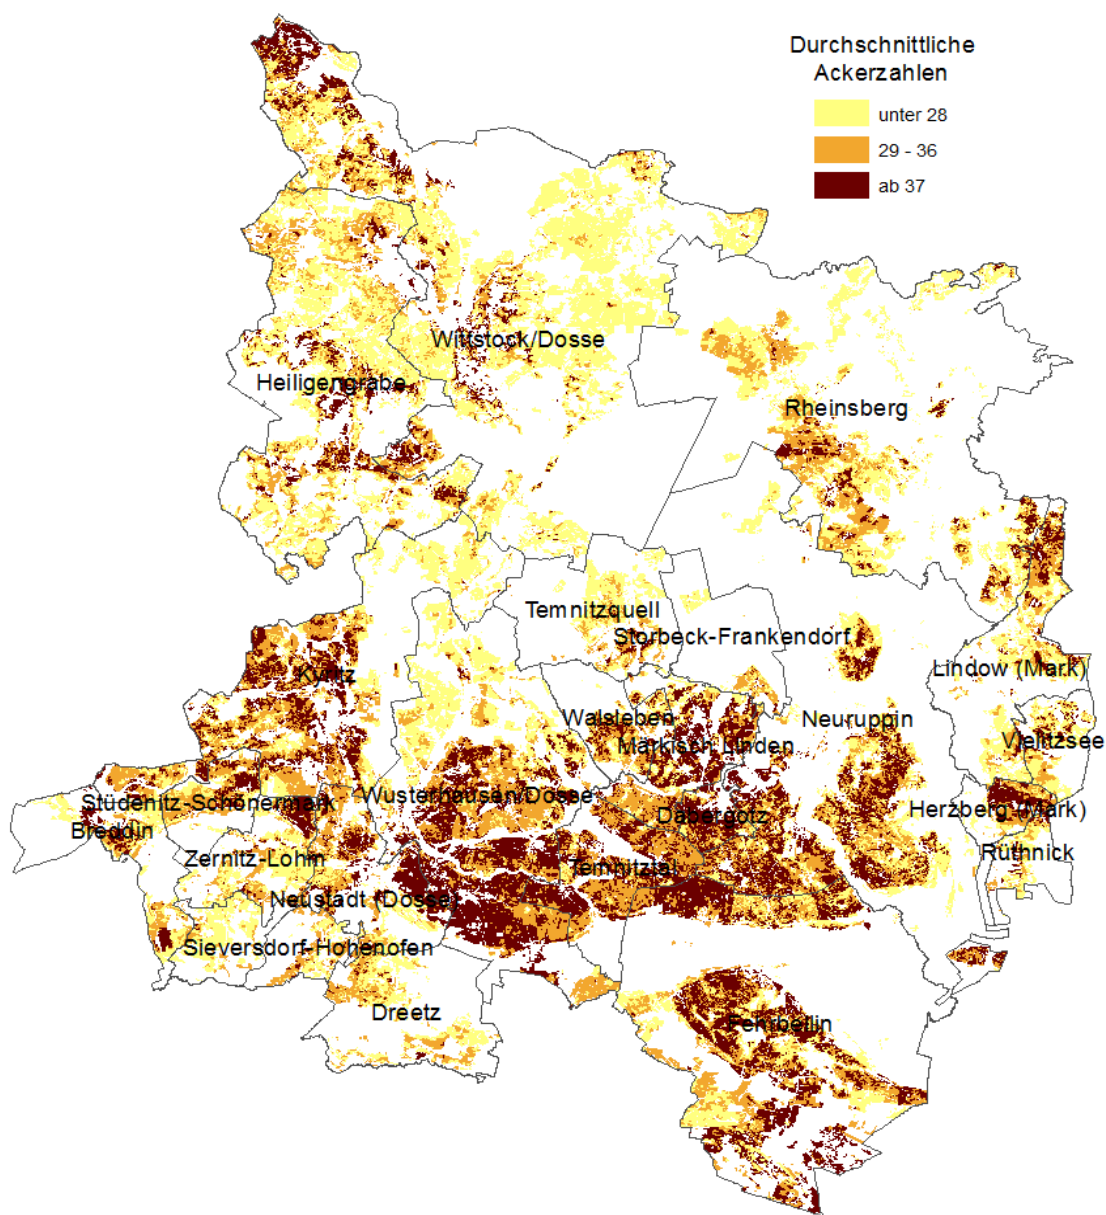 Durchschnittliche
Ackerzahlen
unter 28
29 - 36
ab 37
Wittstock/Dosse
Heiligengrabe
Rheinsberg
Temnitzquell
Storbeck-Frankendorf
Kyritz
Lindow (Mark)
Walsleben
Neuruppin
Märkisch Linden
Vielitzsee
Wusterhausen/Dosse
Stüdenitz-Schönermark
Herzberg (Mark)
Dabergotz
Breddin
Zernitz-Lohm
Temnitztal
Rüthnick
Neustadt (Dosse)
Sieversdorf-Hohenofen
Dreetz
Fehrbellin